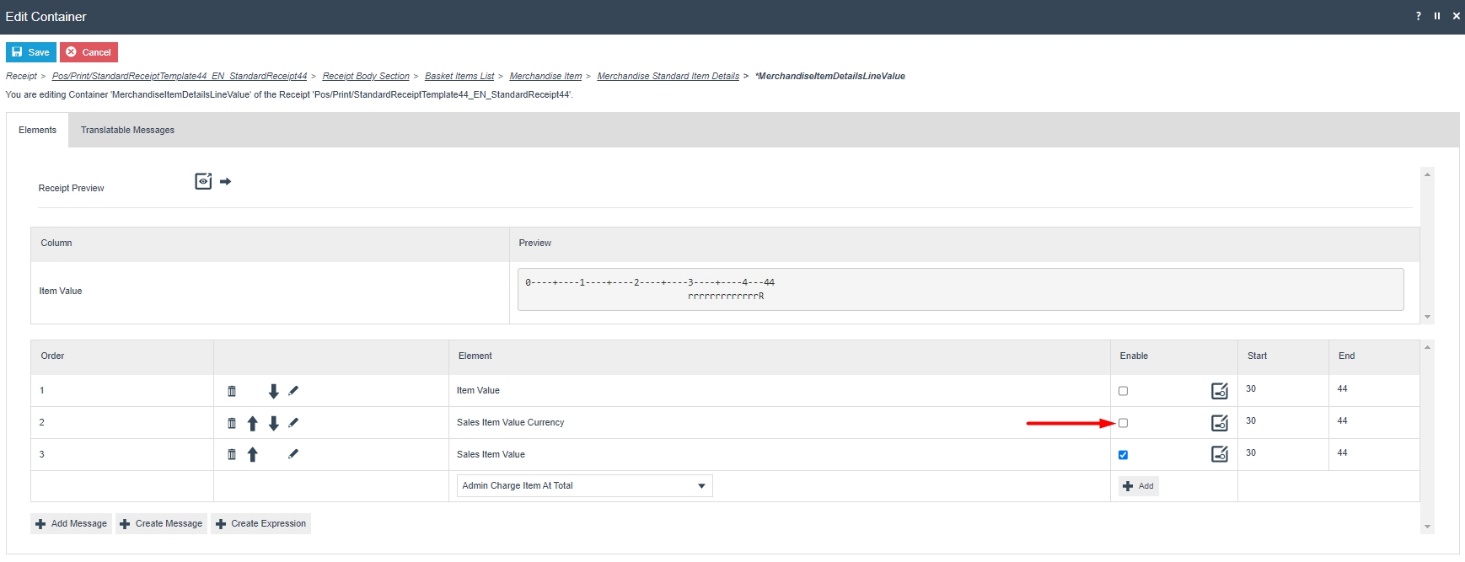 Edit Container
?
Save Cancel
Receipt > Pos/Print/StandardReceiptTemplate44_EN_StandardReceipt44 > Receipt Body Section > Basket Items List > Merchandise Item > Merchandise Standard Item Details > *MerchandiseItemDetailsLineValue
You are editing Container 'MerchandiseItemDetailsLineValue' of the Receipt 'Pos/Print/StandardReceiptTemplate44_EN_StandardReceipt44'.
Elements Translatable Messages
Receipt Preview
Column Preview
Item Value
0----+----1----+----2----+----3----+----4---44
rrrrrrrrrrrrrR
Order Element Enable Start End
1 Item Value 30 44
2 Sales Item Value Currency 30 44
3 Sales Item Value 30 44
Admin Charge Item At Total Add
Add Message Create Message Create Expression